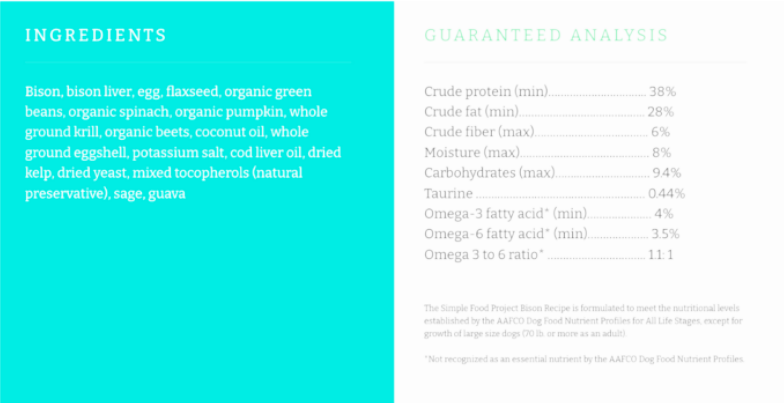 INGREDIENTS
Bison, bison liver, egg, flaxseed, organic green
beans, organic spinach, organic pumpkin, whole
ground krill, organic beets, coconut oil, whole
ground eggshell, potassium salt, cod liver oil, dried
kelp, dried yeast, mixed tocopherols (natural
preservative), sage, guava
GUARANTEED ANALYSIS
Crude protein (min)............................... 38%
Crude fat (min)........................................ 28%
Crude fiber (max)................................... 6%
Moisture (max)........................................ 8%
Carbohydrates (max)............................. 9.4%
Taurine .................................................... 0.44%
Omega-3 fatty acid* (min)................... 4%
Omega-6 fatty acid* (min)................... 3.5%
Omega 3 to 6 ratio* ............................... 1.1: 1
The Simple Food Project Bison Recipe is formulated to meet the nutritional levels
established by the AAFCO Dog Food Nutrient Profiles for All Life Stages, except for
growth of large size dogs (70 lb. or more as an adult).
*Not recognized as an essential nutrient by the AAFCO Dog Food Nutrient Profiles